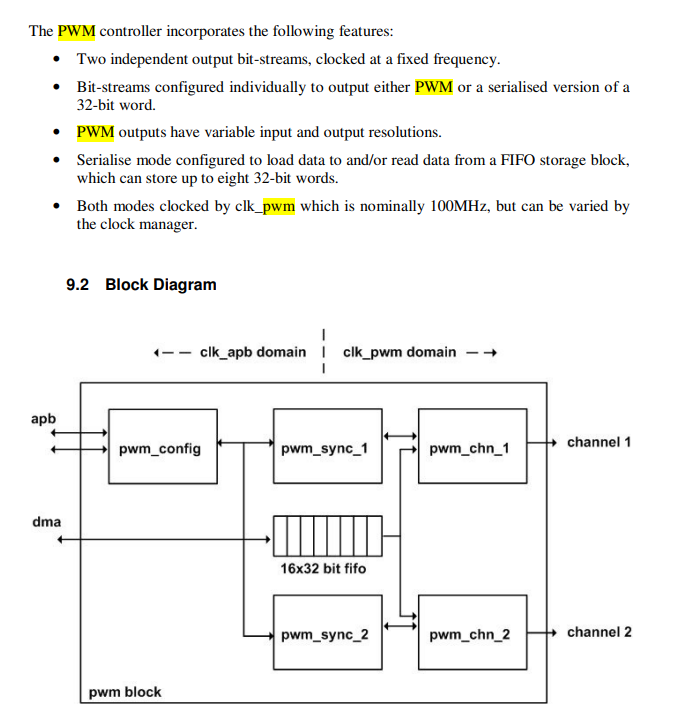 The PWM controller incorporates the following features:
• Two independent output bit-streams, clocked at a fixed frequency.
• Bit-streams configured individually to output either PWM or a serialised version of a
32-bit word.
• PWM outputs have variable input and output resolutions.
• Serialise mode configured to load data to and/or read data from a FIFO storage block,
which can store up to eight 32-bit words.
• Both modes clocked by clk_pwm which is nominally 100MHz, but can be varied by
the clock manager.
9.2 Block Diagram
clk_apb domain
clk_pwm domain
apb
pwm_config
pwm_sync_1
pwm_chn_1
channel 1
dma
16x32 bit fifo
pwm_sync_2
pwm_chn_2
channel 2
pwm block